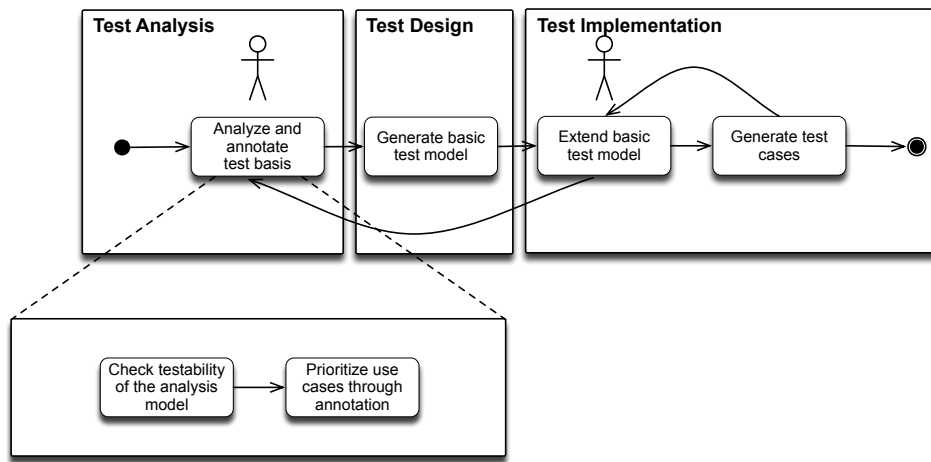 Test Analysis
Test Design
Test Implementation
Analyze and
annotate
test basis
Generate basic
test model
Extend basic
test model
Generate test
cases
Check testability
of the analysis
model
Prioritize use
cases through
annotation